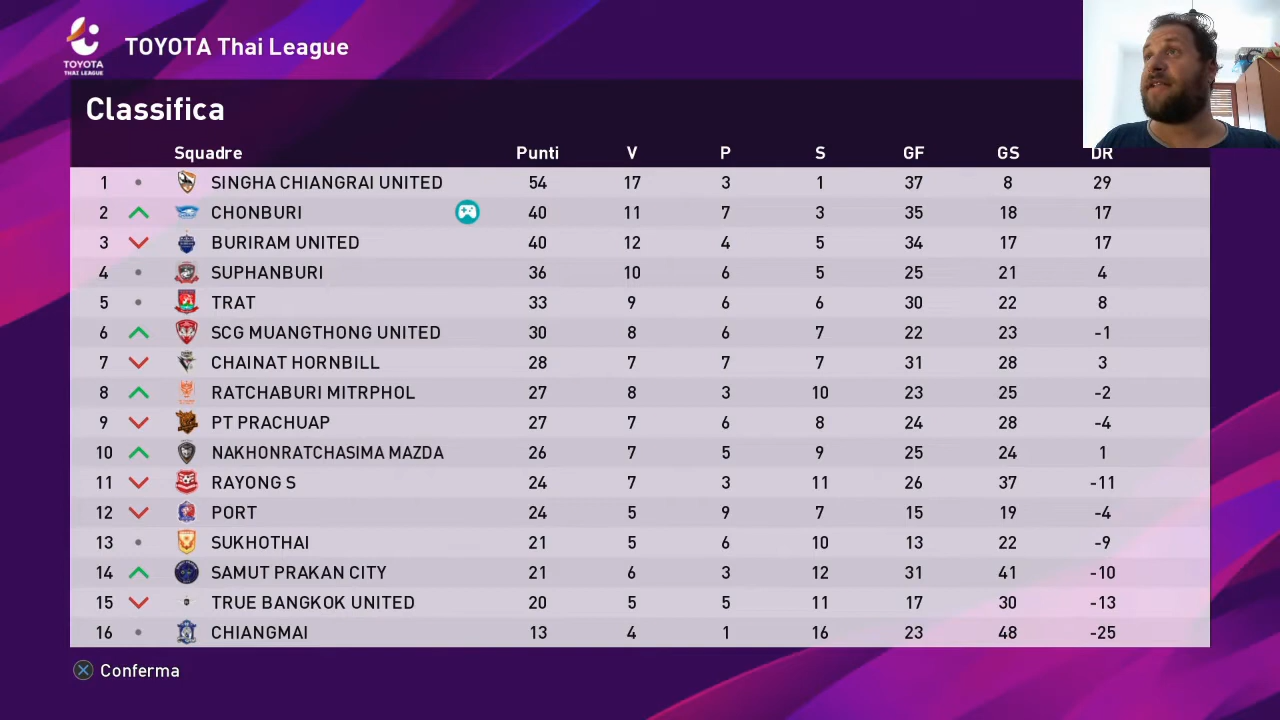 TOYOTA Thai League
TOYOTA
THAI LEAGUE
Classifica
Squadre Punti V P S GF GS DR
1 SINGHA CHIANGRAI UNITED 54 17 3 1 37 8 29
2 CHONBURI 40 11 7 3 35 18 17
3 BURIRAM UNITED 40 12 4 5 34 17 17
4 SUPHANBURI 36 10 6 5 25 21 4
5 TRAT 33 9 6 6 30 22 8
6 SCG MUANGTHONG UNITED 30 8 6 7 22 23 -1
7 CHAINAT HORNBILL 28 7 7 7 31 28 3
8 RATCHABURI MITRPHOL 27 8 3 10 23 25 -2
9 PT PRACHUAP 27 7 6 8 24 28 -4
10 NAKHONRATCHASIMA MAZDA 26 7 5 9 25 24 1
11 RAYONG S 24 7 3 11 26 37 -11
12 PORT 24 5 9 7 15 19 -4
13 SUKHOTHAI 21 5 6 10 13 22 -9
14 SAMUT PRAKAN CITY 21 6 3 12 31 41 -10
15 TRUE BANGKOK UNITED 20 5 5 11 17 30 -13
16 CHIANGMAI 13 4 1 16 23 48 -25
Conferma